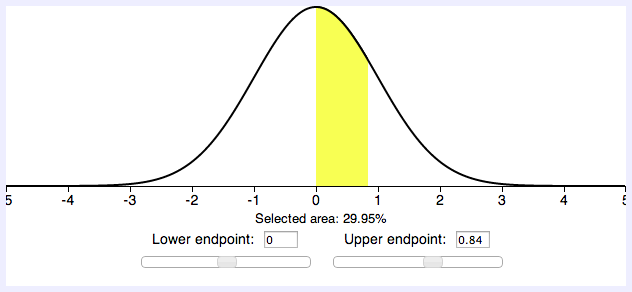 5 -4 -3 -2 -1 0 1 2 3 4 5
Selected area: 29.95%
Lower endpoint: 0 Upper endpoint: 0.84